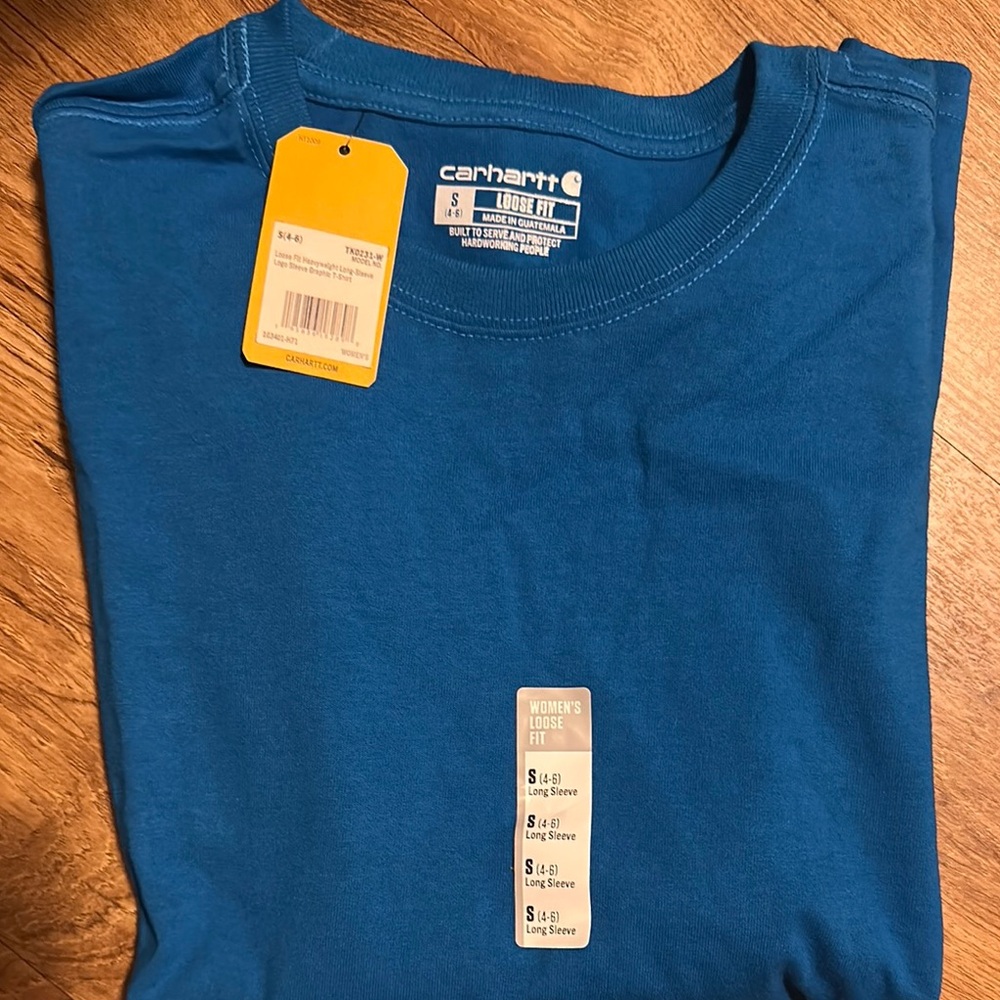 carhartt
S
(4-6)
LOOSE FIT
MADE IN GUATEMALA
BUILT TO SERVE AND PROTECT
HARDWORKING PEOPLE
S(4-6)
TK0231-W
MODEL NO.
Loose Fit Heavyweight Long-Sleeve
Logo Sleeve Graphic T-Shirt
103401-H71
WOMEN'S
CARHARTT.COM
WOMEN'S
LOOSE
FIT
S (4-6)
Long Sleeve
S (4-6)
Long Sleeve
S (4-6)
Long Sleeve
S (4-6)
Long Sleeve